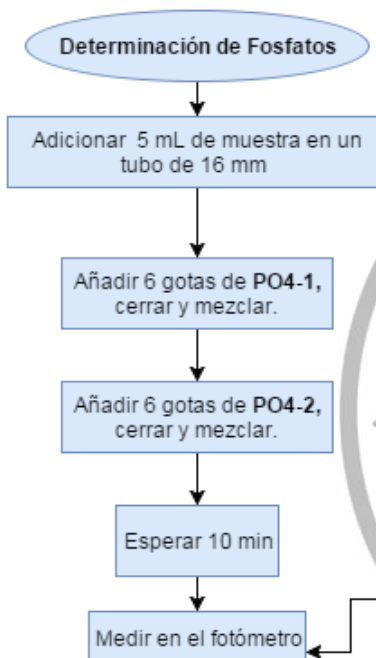 Determinación de Fosfatos
Adicionar 5 mL de muestra en un
tubo de 16 mm
Añadir 6 gotas de PO4-1,
cerrar y mezclar.
Añadir 6 gotas de PO4-2,
cerrar y mezclar.
Esperar 10 min
Medir en el fotómetro